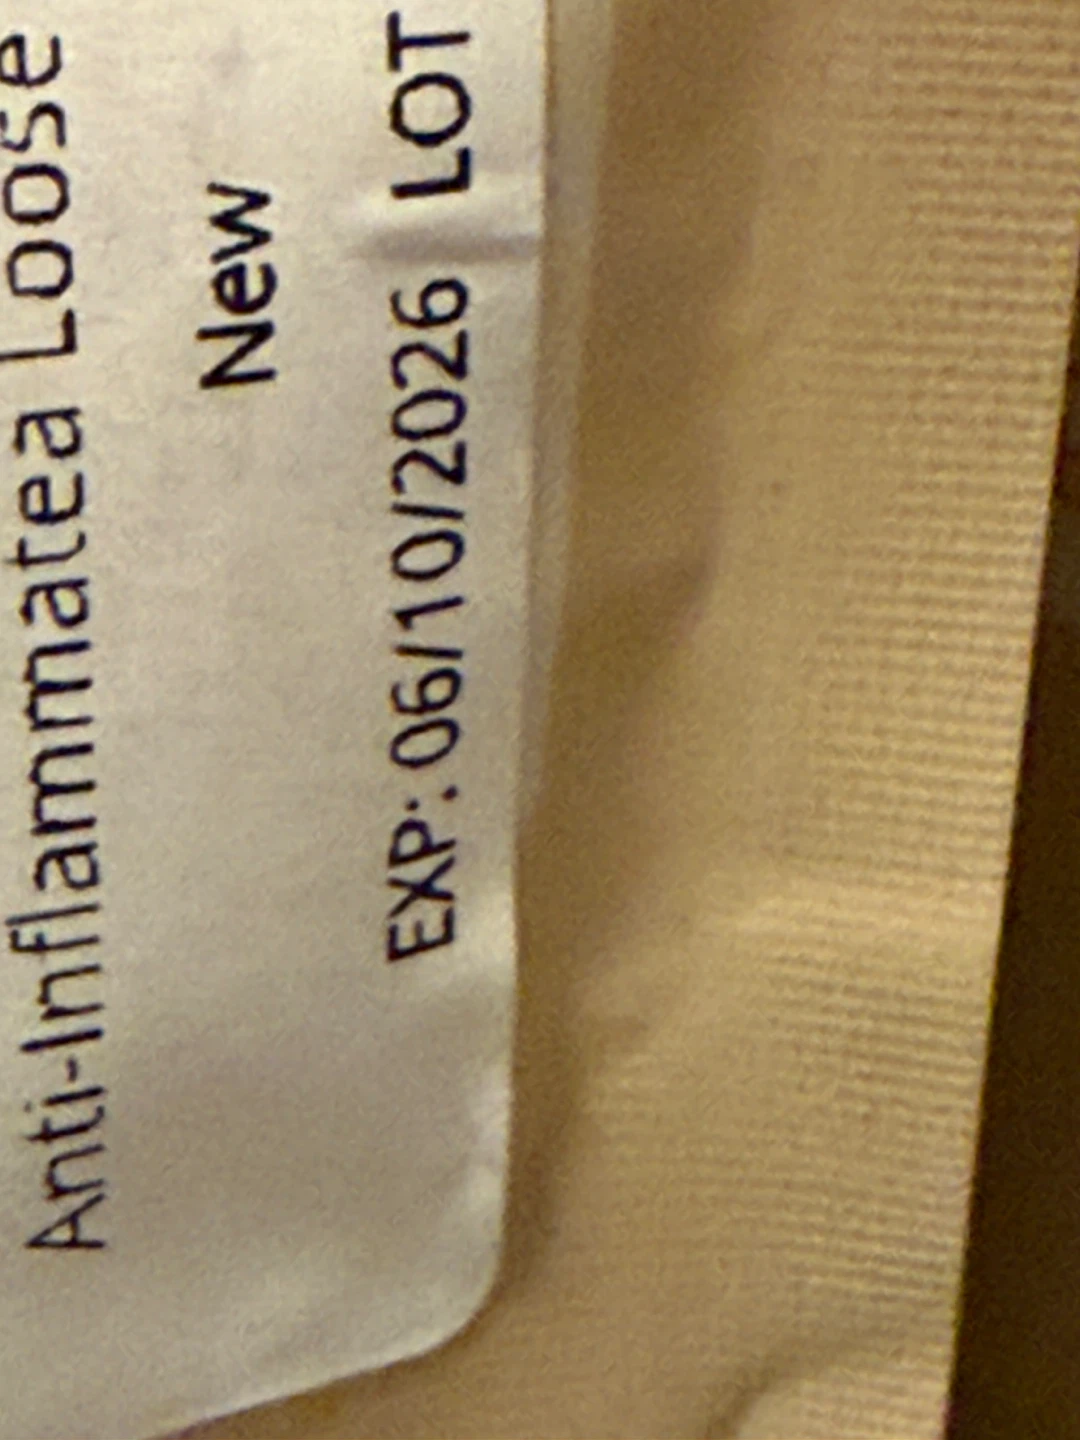 Anti-Inflammatea Loose
New
EXP: 06/10/2026 LOT